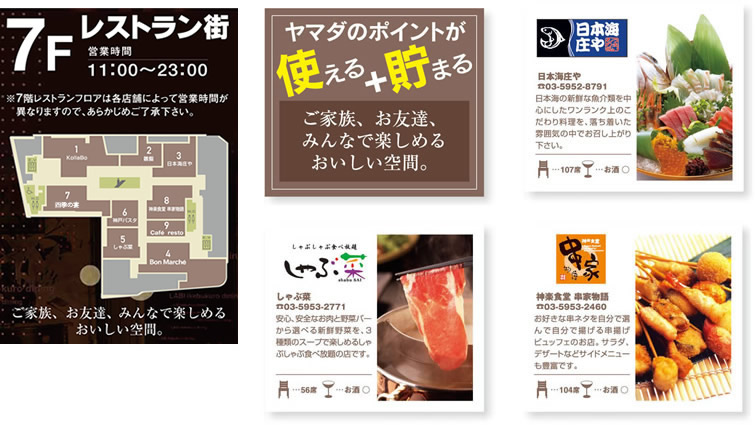 7F レストラン街
営業時間
11:00〜23:00
※7階レストランフロアは各店舗によって営業時間が
異なりますので、あらかじめご了承下さい。
1
Kollabio
2
3
日本海庄や
7
四季の宴
8
神楽食堂 串家物語
6
神戸パスタ
9
Café resto
5
しゃぶ菜
4
Bon Marche
ご家族、お友達、みんなで楽しめる
おいしい空間。
ヤマダのポイントが
使える+貯まる
ご家族、お友達、
みんなで楽しめる
おいしい空間。
日本海
庄や
日本海庄や
☎03-5952-8791
日本海の新鮮な魚介類を中
心にしたワンランク上のこ
だわり料理を、落ち着いた
雰囲気の中でお召し上がり
下さい。
…107席 …お酒 ○
しゃぶしゃぶ食べ放題
しゃぶ菜
しゃぶ菜
☎03-5953-2771
安心、安全なお肉と野菜バー
から選べる新鮮野菜を、3
種類のスープで楽しめるしゃ
ぶしゃぶ食べ放題の店です。
…56席 …お酒 ○
神楽食堂
串家
物語
神楽食堂 串家物語
☎03-5953-2460
お好きな串ネタを自分で選
んで自分で揚げる串揚げ
ビュッフェのお店。サラダ、
デザートなどサイドメニュー
も豊富です。
…104席 …お酒 ○